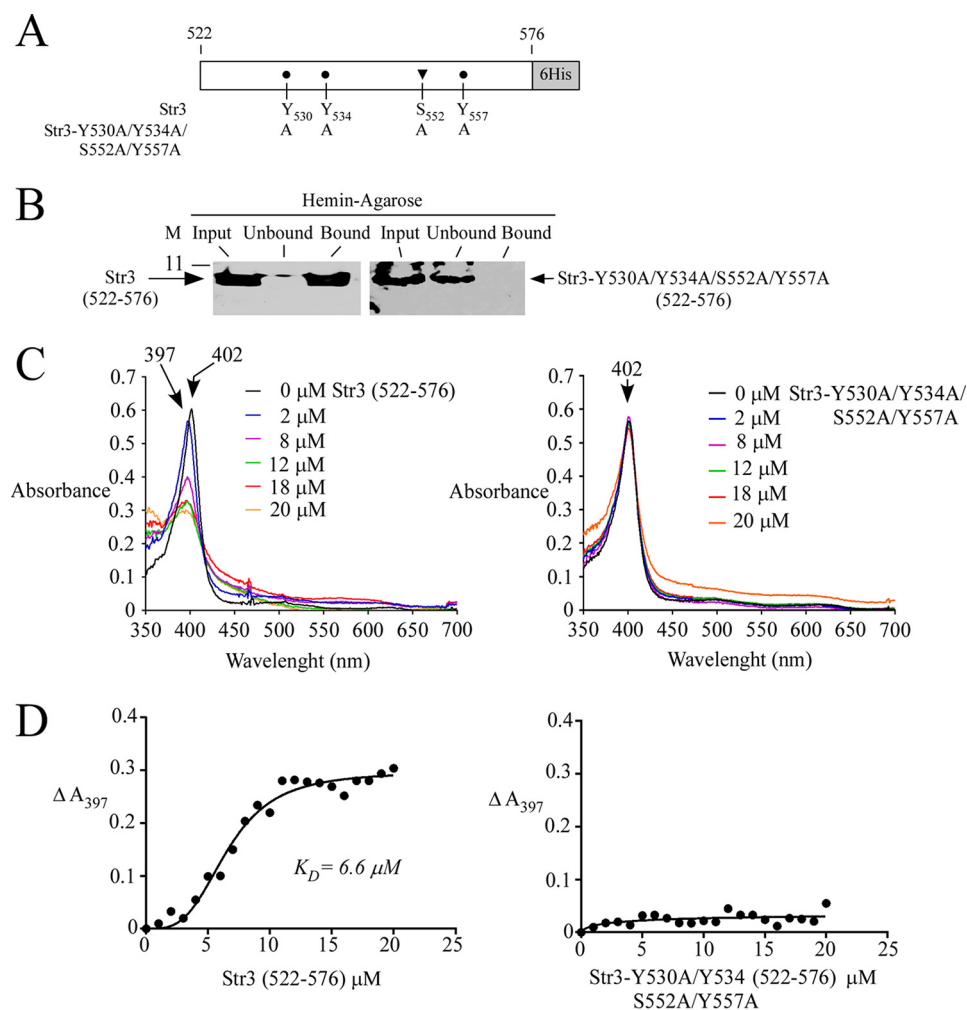 A
522 576
6His
Str3 Y530 Y534 S552 Y557
Str3-Y530A/Y534A/ A A A A
S552A/Y557A
B
Hemin-Agarose
M Input Unbound Bound Input Unbound Bound
11
Str3
(522-576)
Str3-Y530A/Y534A/S552A/Y557A
(522-576)
C
397 402
0.7
0.6
0.5
0.4
0.3
0.2
0.1
0
Absorbance
0 μM Str3 (522-576)
2 μM
8 μM
12 μM
18 μM
20 μM
350 400 450 500 550 600 650 700
Wavelenght (nm)
402
0.7
0.6
0.5
0.4
0.3
0.2
0.1
0
Absorbance
0 μM Str3-Y530A/Y534A/
S552A/Y557A
2 μM
8 μM
12 μM
18 μM
20 μM
350 400 450 500 550 600 650 700
Wavelenght (nm)
D
0.4
0.3
0.2
0.1
0
Δ A397
KD = 6.6 μM
0 5 10 15 20 25
Str3 (522-576) μM
0.4
0.3
0.2
0.1
0
Δ A397
0 5 10 15 20 25
Str3-Y530A/Y534 (522-576) μM
S552A/Y557A